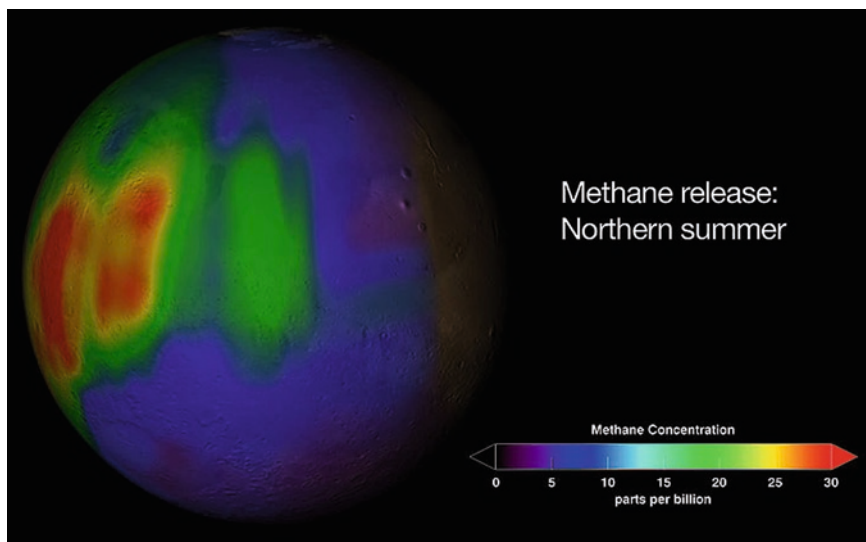 Methane release:
Northern summer
Methane Concentration
0 5 10 15 20 25 30
parts per billion